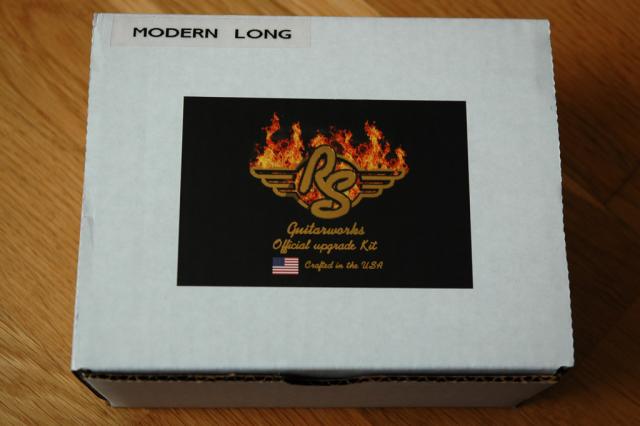 MODERN LONG
RS
Guitarworks
Official upgrade Kit
Crafted in the USA